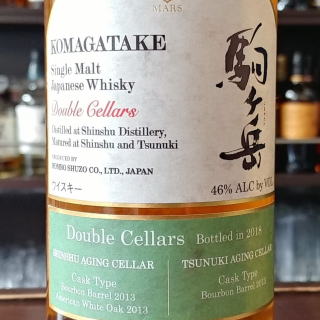 MARS
KOMAGATAKE
Single Malt
Japanese Whisky
Double Cellars
Distilled at Shinshu Distillery,
Matured at Shinshu and Tsunuki
PRODUCED BY
HOMBO SHUZO CO., LTD., JAPAN
ウイスキー
駒ヶ岳
46% ALC by VOL
Double Cellars Bottled in 2018
SHINSHU AGING CELLAR
Cask Type
Bourbon Barrel 2013
American White Oak 2013
TSUNUKI AGING CELLAR
Cask Type
Bourbon Barrel 2013